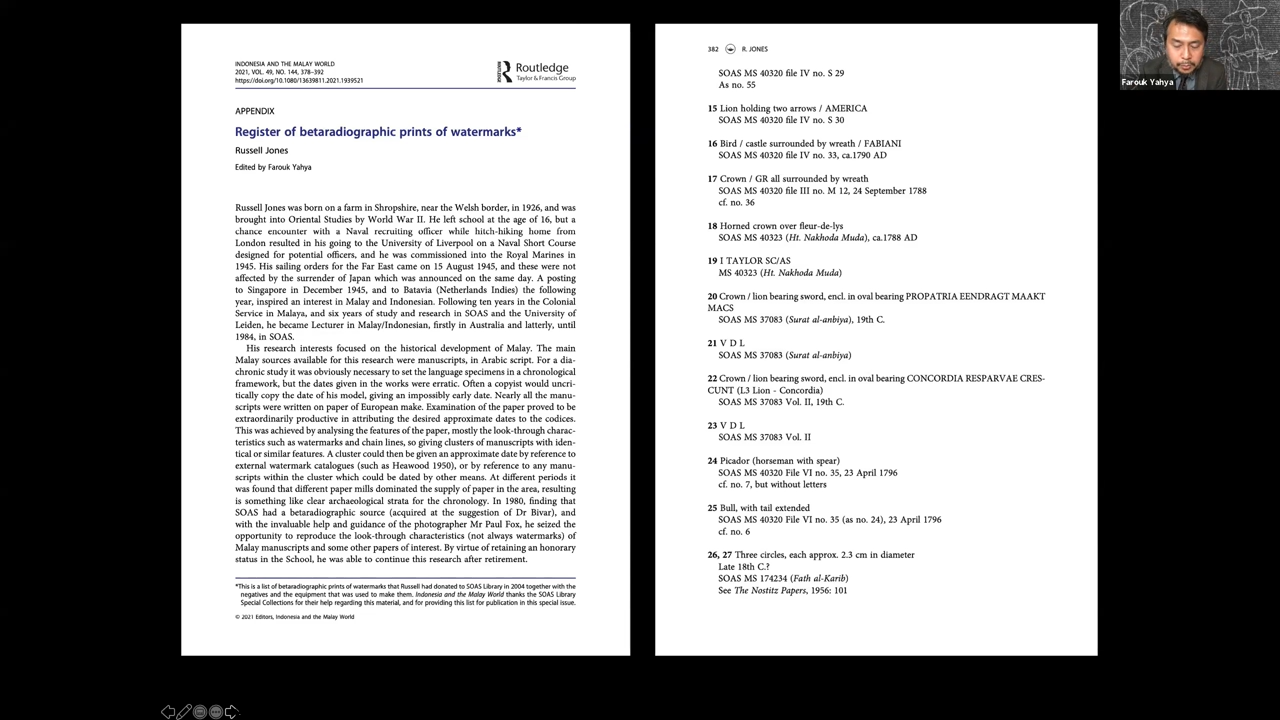 INDONESIA AND THE MALAY WORLD
2021, VOL. 49, NO. 144, 378–392
https://doi.org/10.1080/13639811.2021.1939521
Routledge
Taylor & Francis Group
APPENDIX
Register of betaradiographic prints of watermarks*
Russell Jones
Edited by Farouk Yahya
Russell Jones was born on a farm in Shropshire, near the Welsh border, in 1926, and was
brought into Oriental Studies by World War II. He left school at the age of 16, but a
chance encounter with a Naval recruiting officer while hitch-hiking home from
London resulted in his going to the University of Liverpool on a Naval Short Course
designed for potential officers, and he was commissioned into the Royal Marines in
1945. His sailing orders for the Far East came on 15 August 1945, and these were not
affected by the surrender of Japan which was announced on the same day. A posting
to Singapore in December 1945, and to Batavia (Netherlands Indies) the following
year, inspired an interest in Malay and Indonesian. Following ten years in the Colonial
Service in Malaya, and six years of study and research in SOAS and the University of
Leiden, he became Lecturer in Malay/Indonesian, firstly in Australia and latterly, until
1984, in SOAS.
His research interests focused on the historical development of Malay. The main
Malay sources available for this research were manuscripts, in Arabic script. For a dia-
chronic study it was obviously necessary to set the language specimens in a chronological
framework, but the dates given in the works were erratic. Often a copyist would uncri-
tically copy the date of his model, giving an impossibly early date. Nearly all the manu-
scripts were written on paper of European make. Examination of the paper proved to be
extraordinarily productive in attributing the desired approximate dates to the codices.
This was achieved by analysing the features of the paper, mostly the look-through charac-
teristics such as watermarks and chain lines, so giving clusters of manuscripts with iden-
tical or similar features. A cluster could then be given an approximate date by reference to
external watermark catalogues (such as Heawood 1950), or by reference to any manu-
scripts within the cluster which could be dated by other means. At different periods it
was found that different paper mills dominated the supply of paper in the area, resulting
is something like clear archaeological strata for the chronology. In 1980, finding that
SOAS had a betaradiographic source (acquired at the suggestion of Dr Bivar), and
with the invaluable help and guidance of the photographer Mr Paul Fox, he seized the
opportunity to reproduce the look-through characteristics (not always watermarks) of
Malay manuscripts and some other papers of interest. By virtue of retaining an honorary
status in the School, he was able to continue this research after retirement.
*This is a list of betaradiographic prints of watermarks that Russell had donated to SOAS Library in 2004 together with the
negatives and the equipment that was used to make them. Indonesia and the Malay World thanks the SOAS Library
Special Collections for their help regarding this material, and for providing this list for publication in this special issue.
© 2021 Editors, Indonesia and the Malay World
382 R. JONES
SOAS MS 40320 file IV no. S 29
As no. 55
15 Lion holding two arrows / AMERICA
SOAS MS 40320 file IV no. S 30
16 Bird / castle surrounded by wreath / FABIANI
SOAS MS 40320 file IV no. 33, ca.1790 AD
17 Crown / GR all surrounded by wreath
SOAS MS 40320 file III no. M 12, 24 September 1788
cf. no. 36
18 Horned crown over fleur-de-lys
SOAS MS 40323 (Ht. Nakhoda Muda), ca.1788 AD
19 I TAYLOR SC/AS
MS 40323 (Ht. Nakhoda Muda)
20 Crown / lion bearing sword, encl. in oval bearing PROPATRIA EENDRAGT MAAKT
MACS
SOAS MS 37083 (Surat al-anbiya), 19th C.
21 V D L
SOAS MS 37083 (Surat al-anbiya)
22 Crown / lion bearing sword, encl. in oval bearing CONCORDIA RESPARVAE CRES-
CUNT (L3 Lion - Concordia)
SOAS MS 37083 Vol. II, 19th C.
23 V D L
SOAS MS 37083 Vol. II
24 Picador (horseman with spear)
SOAS MS 40320 File VI no. 35, 23 April 1796
cf. no. 7, but without letters
25 Bull, with tail extended
SOAS MS 40320 File VI no. 35 (as no. 24), 23 April 1796
cf. no. 6
26, 27 Three circles, each approx. 2.3 cm in diameter
Late 18th C.?
SOAS MS 174234 (Fath al-Karib)
See The Nostitz Papers, 1956: 101
Farouk Yahya